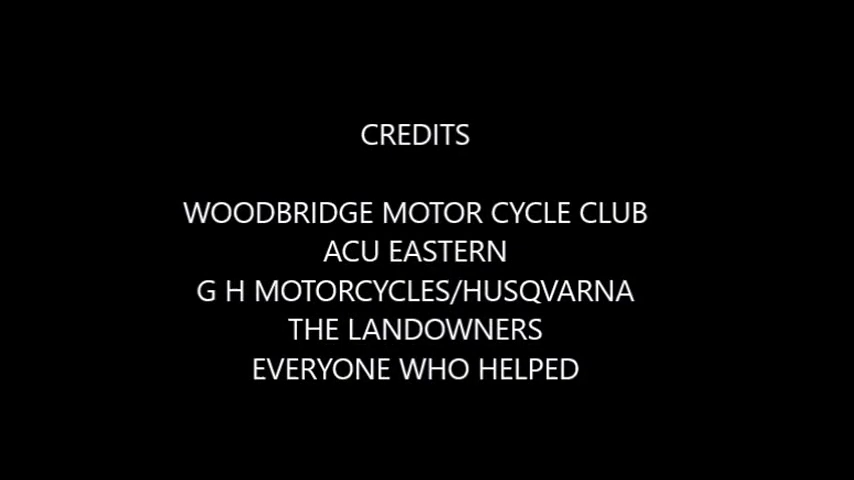 CREDITS
WOODBRIDGE MOTOR CYCLE CLUB
ACU EASTERN
G H MOTORCYCLES/HUSQVARNA
THE LANDOWNERS
EVERYONE WHO HELPED